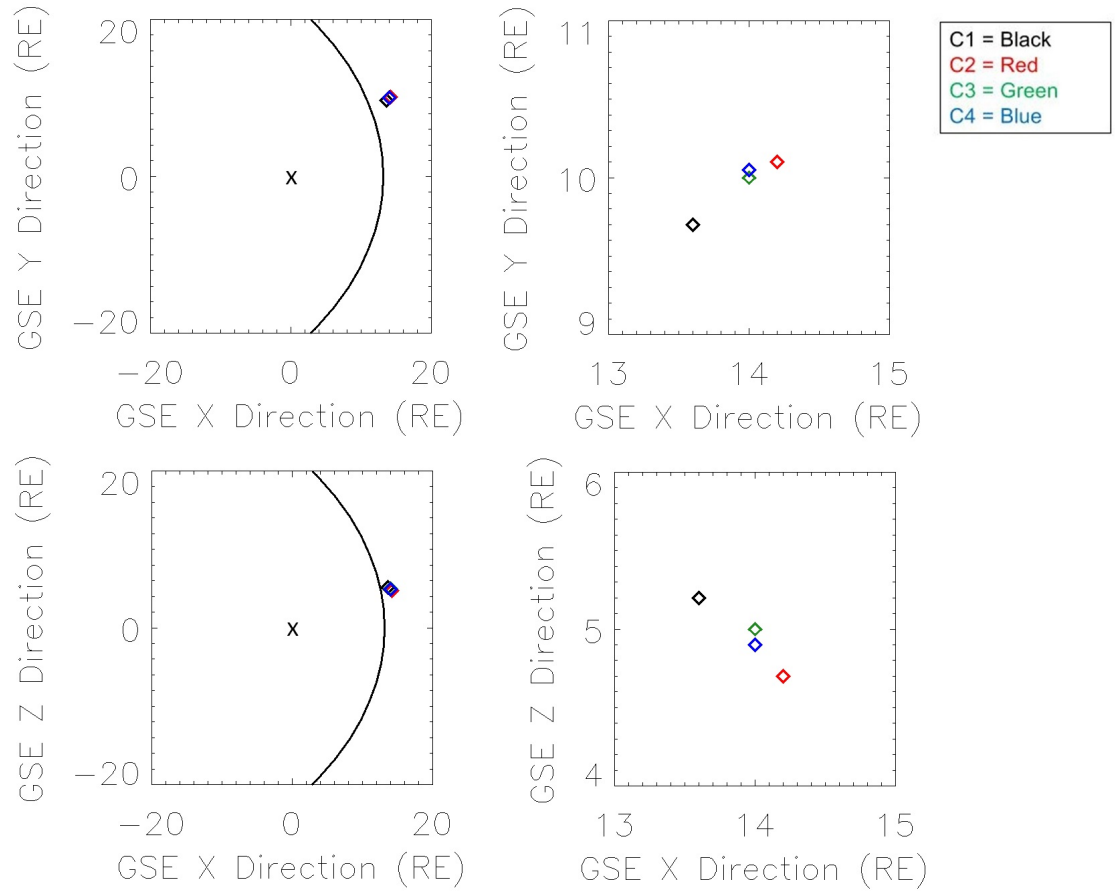 20
0
−20
GSE Y Direction (RE)
X
−20 0 20
GSE X Direction (RE)
11
10
9
GSE Y Direction (RE)
13 14 15
GSE X Direction (RE)
C1 = Black
C2 = Red
C3 = Green
C4 = Blue
20
0
−20
GSE Z Direction (RE)
X
−20 0 20
GSE X Direction (RE)
6
5
4
GSE Z Direction (RE)
13 14 15
GSE X Direction (RE)